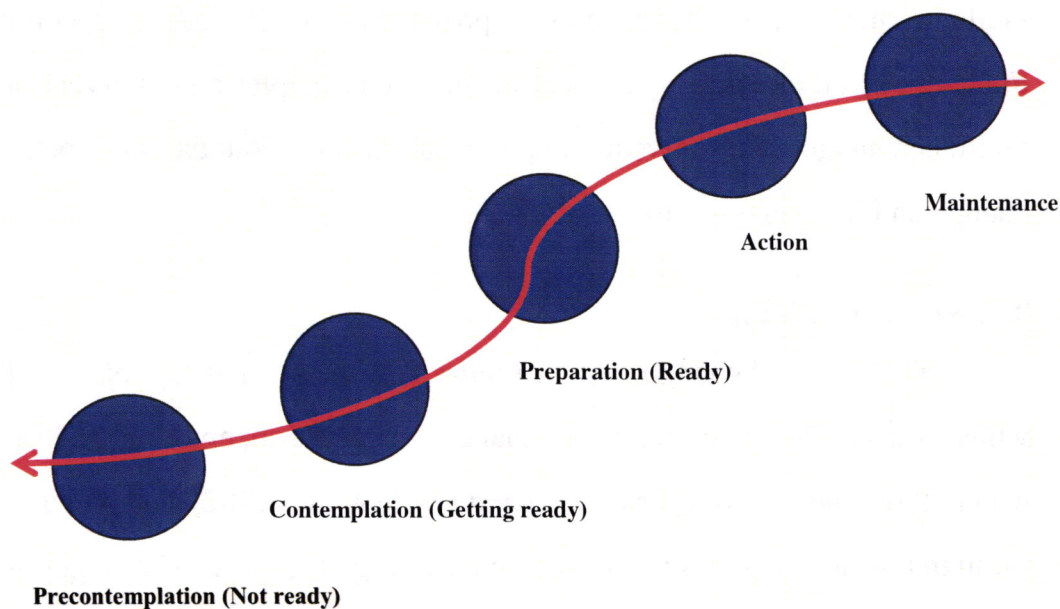 Maintenance
Action
Preparation (Ready)
Contemplation (Getting ready)
Precontemplation (Not ready)